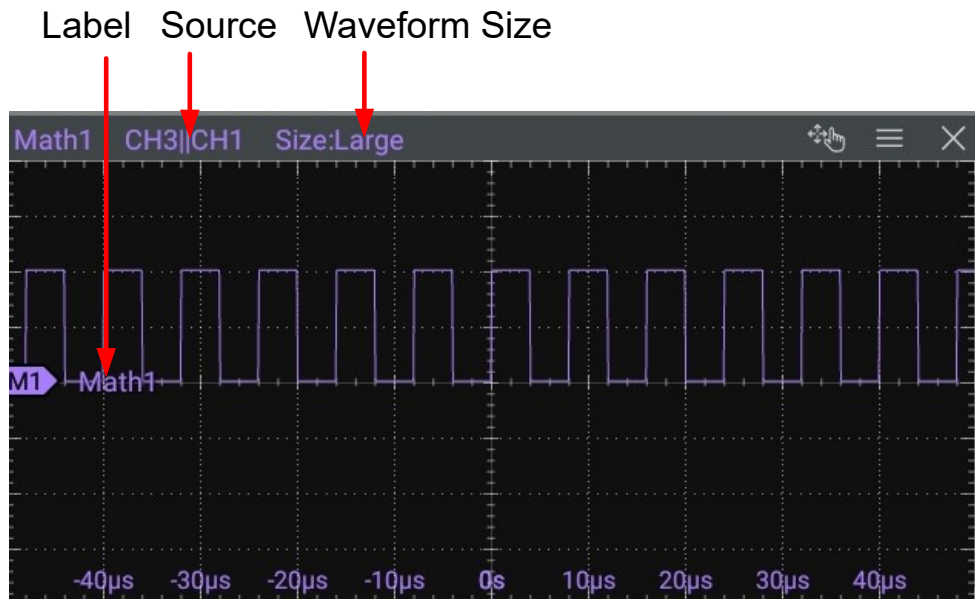 Label Source Waveform Size
Math1 CH3||CH1 Size:Large
M1 Math1
-40μs -30μs -20μs -10μs 0s 10μs 20μs 30μs 40μs